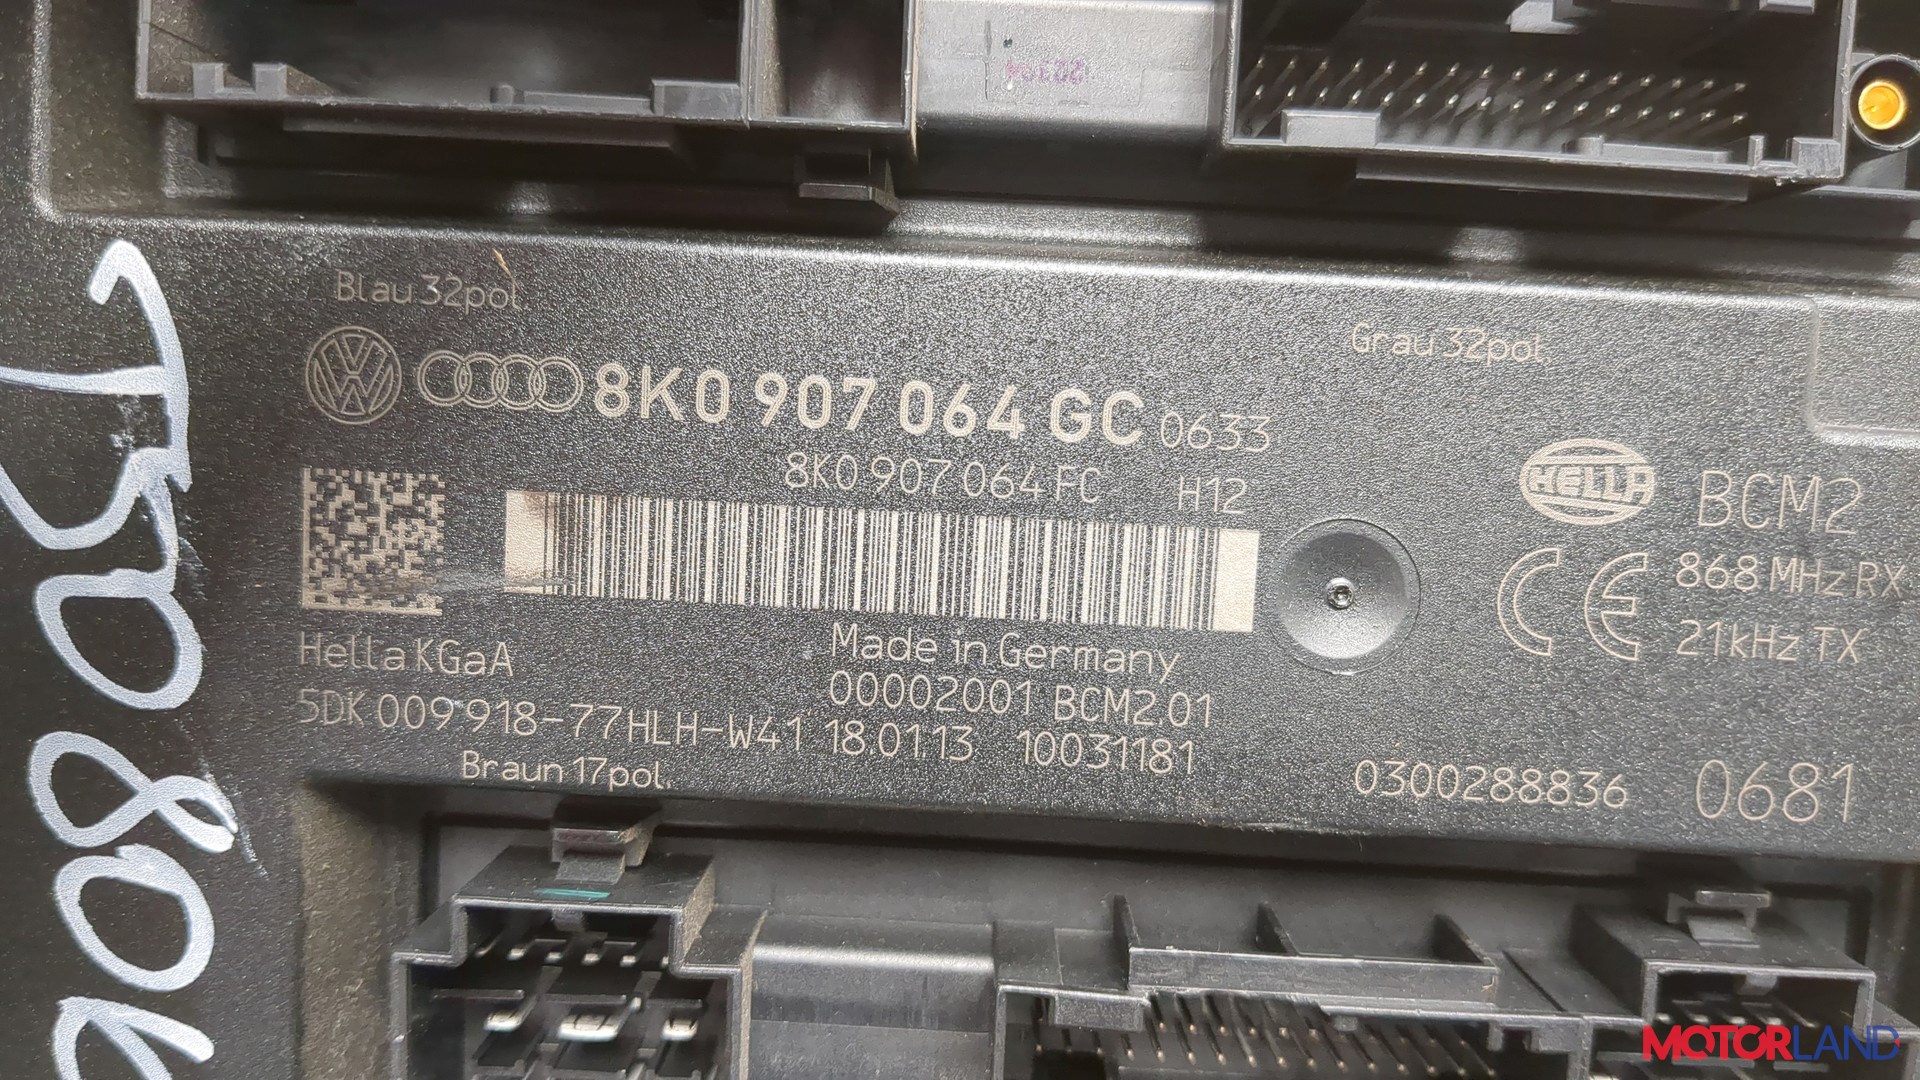 Blau 32pol.
Grau 32pol.
8K0 907 064 GC 0633
8K0 907 064 FC H12
HELLA BCM2
868 MHz RX
21kHz TX
Hella KGaA
Made in Germany
00002001 BCM2.01
5DK 009 918-77HLH-W41 18.01.13 10031181
Braun 17pol.
0300288836 0681
MOTORLAND